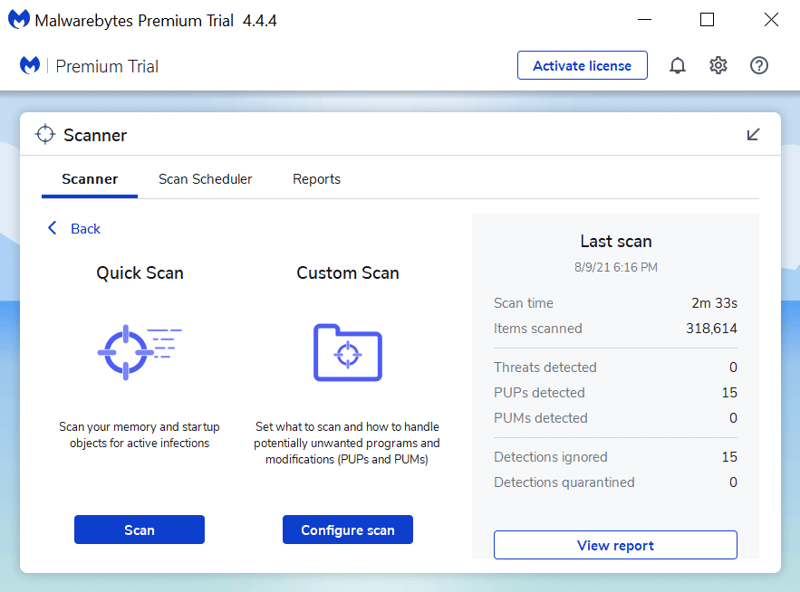 Malwarebytes Premium Trial 4.4.4
Premium Trial
Activate license
Scanner
Scanner
Scan Scheduler
Reports
Back
Quick Scan
Scan your memory and startup
objects for active infections
Scan
Custom Scan
Set what to scan and how to handle
potentially unwanted programs and
modifications (PUPs and PUMs)
Configure scan
Last scan
8/9/21 6:16 PM
Scan time 2m 33s
Items scanned 318,614
Threats detected 0
PUPs detected 15
PUMs detected 0
Detections ignored 15
Detections quarantined 0
View report